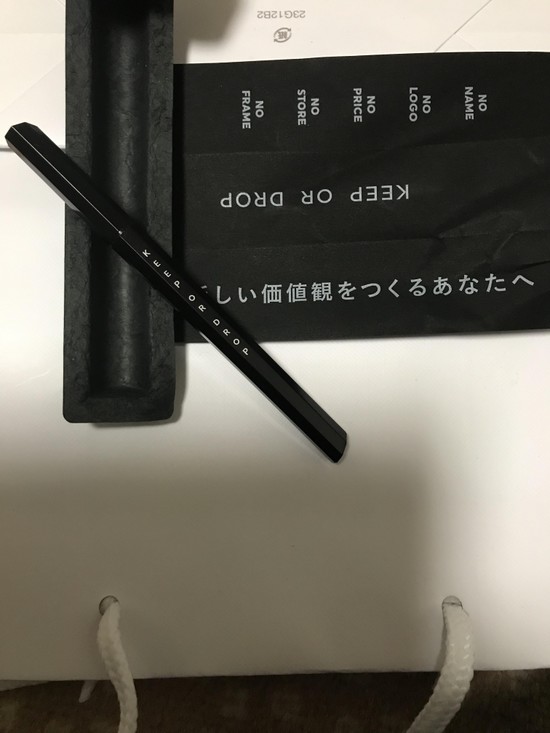 23G12B2
NO
NAME
NO
LOGO
NO
PRICE
NO
STORE
NO
FRAME
KEEP OR DROP
しい価値観をつくるあなたへ
KEEP OR DROP